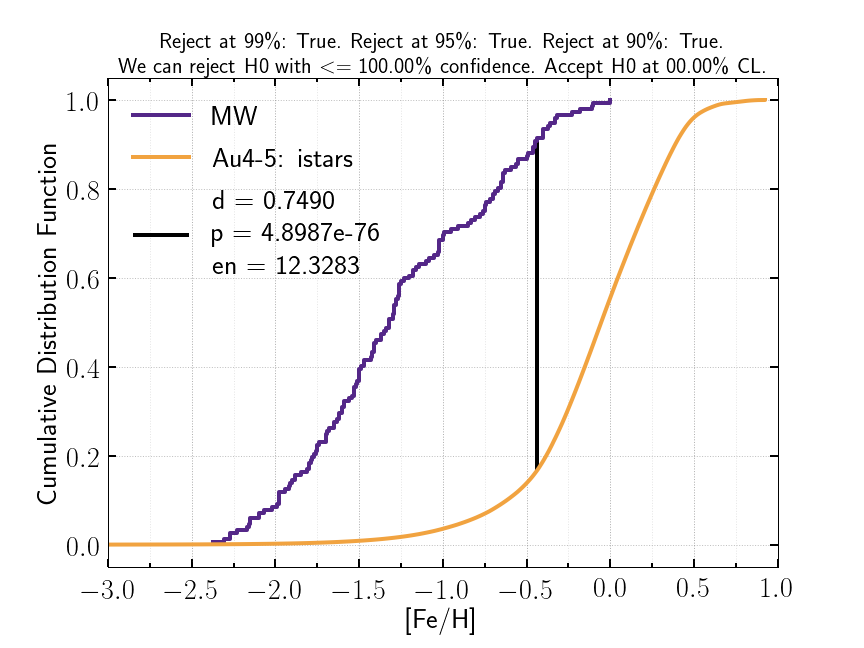 Reject at 99%: True. Reject at 95%: True. Reject at 90%: True.
We can reject H0 with <= 100.00% confidence. Accept H0 at 00.00% CL.
MW
Au4-5: istars
d = 0.7490
p = 4.8987e-76
en = 12.3283
Cumulative Distribution Function
1.0
0.8
0.6
0.4
0.2
0.0
−3.0 −2.5 −2.0 −1.5 −1.0 −0.5 0.0 0.5 1.0
[Fe/H]